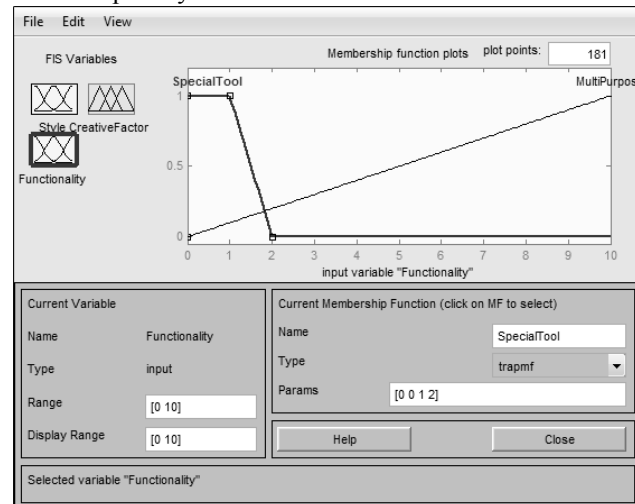 File Edit View
FIS Variables
Membership function plots plot points: 181
SpecialTool
MultiPurpos
Style CreativeFactor
Functionality
1
0.5
0
0 1 2 3 4 5 6 7 8 9 10
input variable "Functionality"
Current Variable
Name Functionality
Type input
Range [0 10]
Display Range [0 10]
Current Membership Function (click on MF to select)
Name SpecialTool
Type trapmf
Params [0 0 1 2]
Help Close
Selected variable "Functionality"